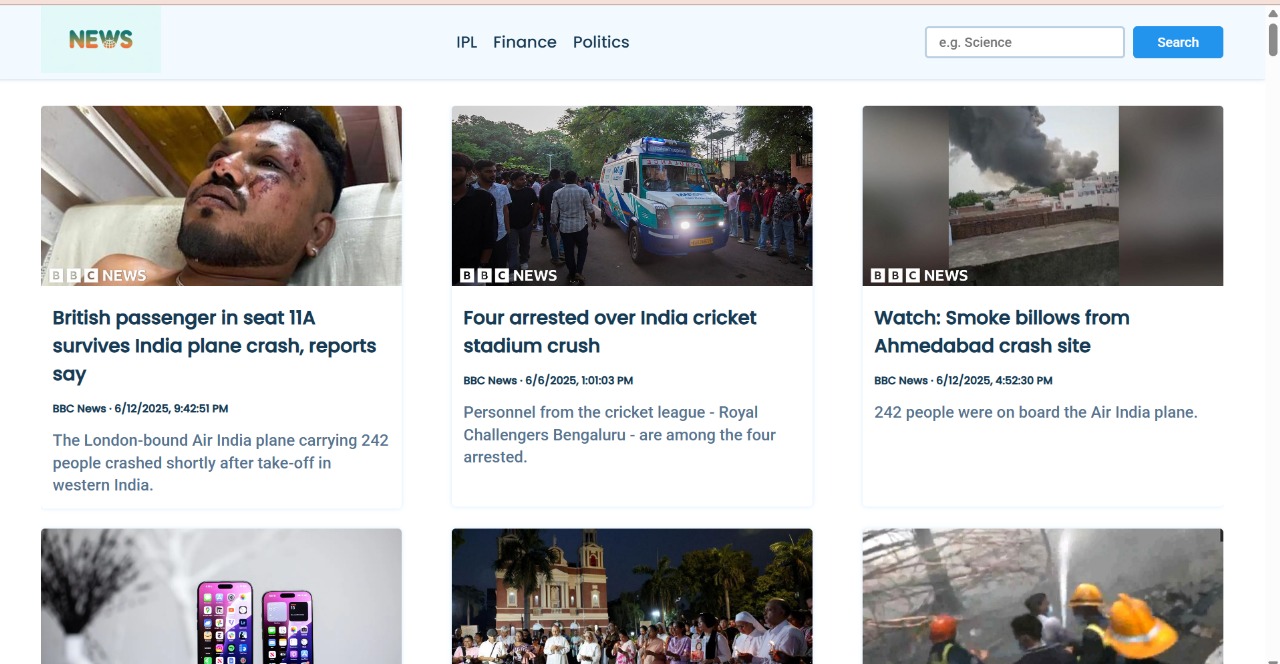 NEWS
IPL Finance Politics
e.g. Science
Search
BBC NEWS
British passenger in seat 11A
survives India plane crash, reports
say
BBC News · 6/12/2025, 9:42:51 PM
The London-bound Air India plane carrying 242
people crashed shortly after take-off in
western India.
BBC NEWS
Four arrested over India cricket
stadium crush
BBC News · 6/6/2025, 1:01:03 PM
Personnel from the cricket league - Royal
Challengers Bengaluru - are among the four
arrested.
BBC NEWS
Watch: Smoke billows from
Ahmedabad crash site
BBC News · 6/12/2025, 4:52:30 PM
242 people were on board the Air India plane.